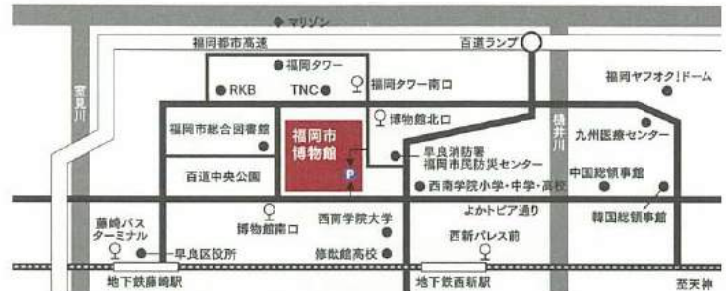 マリゾン
福岡都市高速
百道ランプ
室見川
福岡タワー
RKB
TNC
福岡タワー南口
福岡ヤフオク!ドーム
博物館北口
樋井川
九州医療センター
福岡市総合図書館
福岡市
博物館
P
早良消防署
福岡市民防災センター
百道中央公園
西南学院小学・中学・高校
中国総領事館
韓国総領事館
よかトピア通り
藤崎バス
ターミナル
博物館南口
西南学院大学
早良区役所
修猷館高校
西新パレス前
地下鉄藤崎駅
地下鉄西新駅
至天神